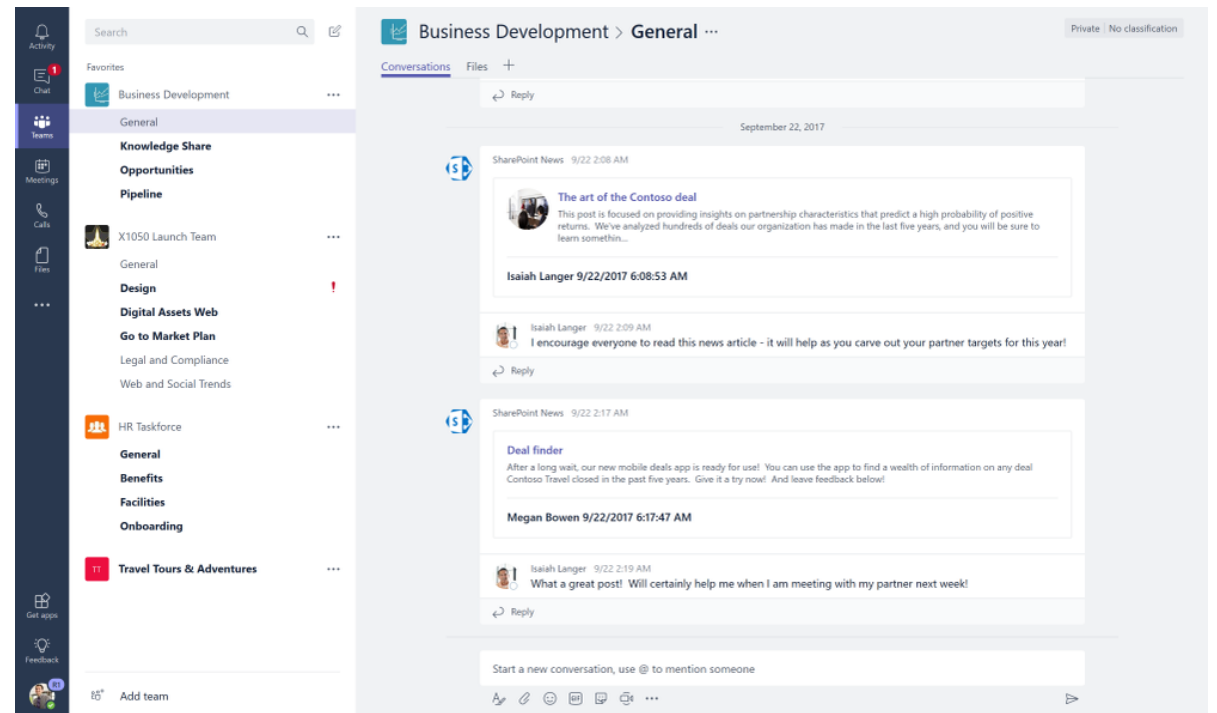 Activity
Chat
1
Teams
Meetings
Calls
Files
Get apps
Feedback
R1
Search
Favorites
Business Development
General
Knowledge Share
Opportunities
Pipeline
X1050 Launch Team
General
Design
Digital Assets Web
Go to Market Plan
Legal and Compliance
Web and Social Trends
HR Taskforce
General
Benefits
Facilities
Onboarding
TT Travel Tours & Adventures
Add team
Business Development > General
Private No classification
Conversations Files
Reply
September 22, 2017
SharePoint News 9/22 2:08 AM
The art of the Contoso deal
This post is focused on providing insights on partnership characteristics that predict a high probability of positive
returns. We've analyzed hundreds of deals our organization has made in the last five years, and you will be sure to
learn somethin...
Isaiah Langer 9/22/2017 6:08:53 AM
Isaiah Langer 9/22 2:09 AM
I encourage everyone to read this news article - it will help as you carve out your partner targets for this year!
Reply
SharePoint News 9/22 2:17 AM
Deal finder
After a long wait, our new mobile deals app is ready for use! You can use the app to find a wealth of information on any deal
Contoso Travel closed in the past five years. Give it a try now! And leave feedback below!
Megan Bowen 9/22/2017 6:17:47 AM
Isaiah Langer 9/22 2:19 AM
What a great post! Will certainly help me when I am meeting with my partner next week!
Reply
Start a new conversation, use @ to mention someone
GIF